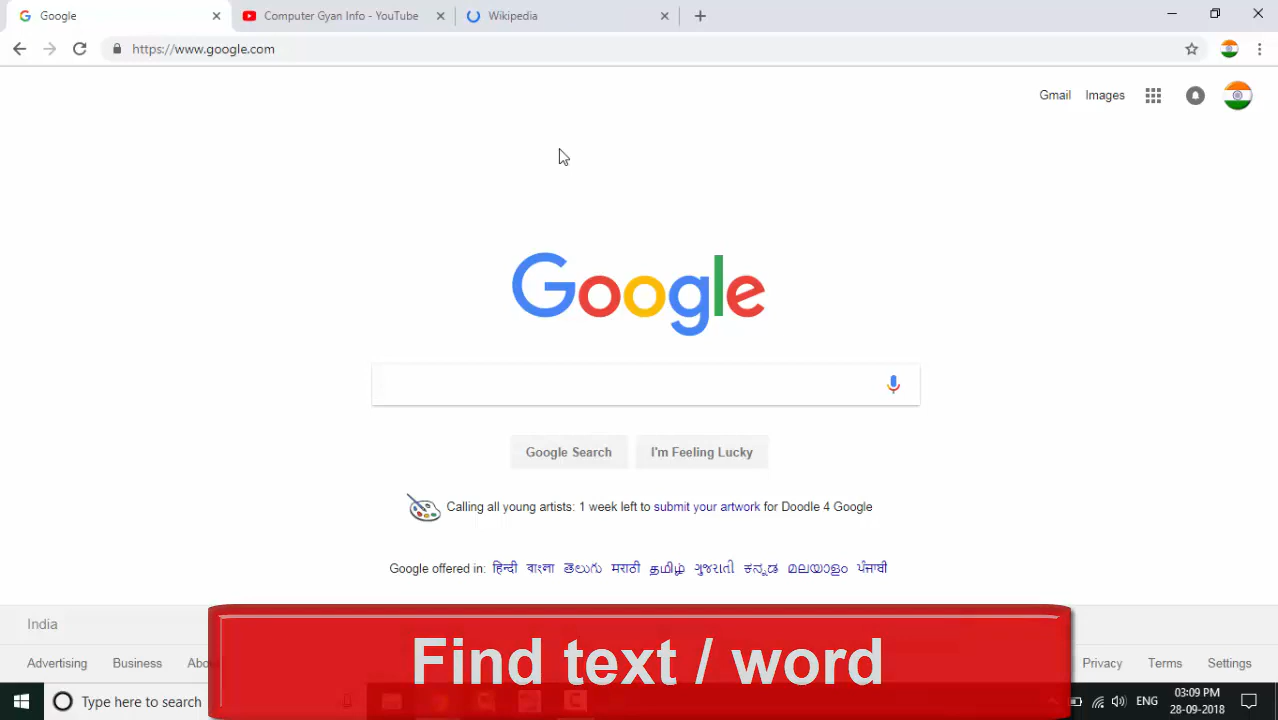 Google
Computer Gyan Info - YouTube
Wikipedia
https://www.google.com
Gmail Images
Google
Google Search I'm Feeling Lucky
Calling all young artists: 1 week left to submit your artwork for Doodle 4 Google
Google offered in: हिन्दी বাংলা తెలుగు मराठी தமிழ் ગુજરાતી ಕನ್ನಡ മലയാളം ਪੰਜਾਬੀ
India
Advertising Business Privacy Terms Settings
Find text / word
Type here to search
ENG
03:09 PM
28-09-2018